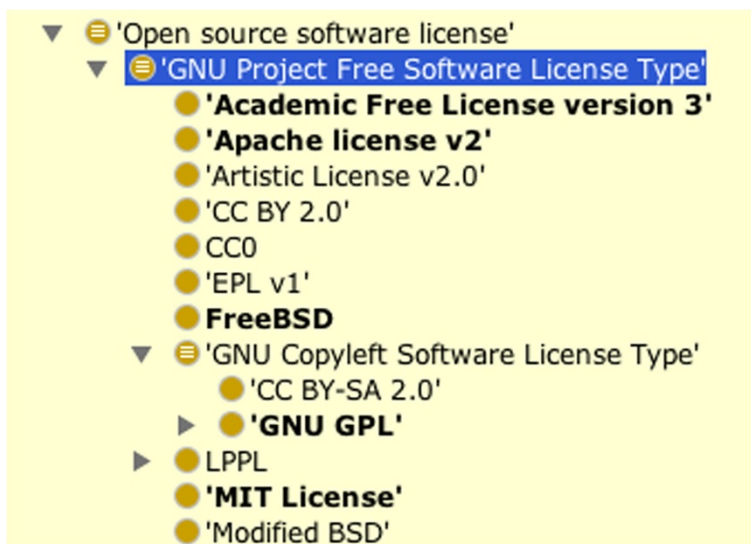 'Open source software license'
'GNU Project Free Software License Type'
'Academic Free License version 3'
'Apache license v2'
'Artistic License v2.0'
'CC BY 2.0'
CC0
'EPL v1'
FreeBSD
'GNU Copyleft Software License Type'
'CC BY-SA 2.0'
'GNU GPL'
LPPL
'MIT License'
'Modified BSD'